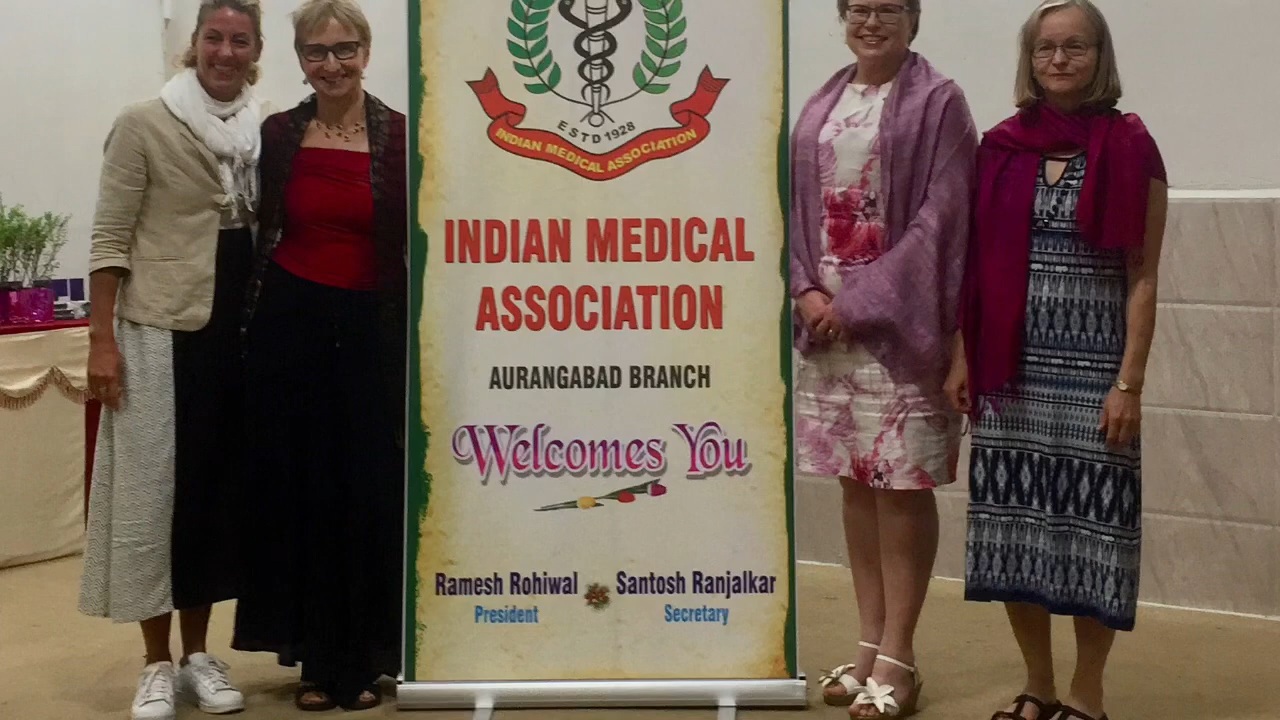 ESTD 1928
INDIAN MEDICAL ASSOCIATION
INDIAN MEDICAL
ASSOCIATION
AURANGABAD BRANCH
Welcomes You
Ramesh Rohiwal Santosh Ranjalkar
President Secretary